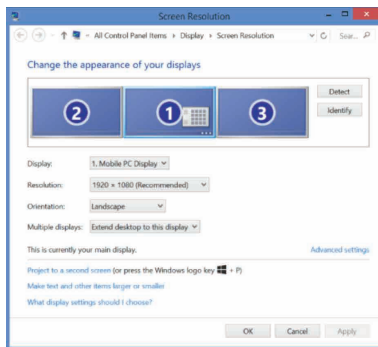 Screen Resolution
All Control Panel Items Display Screen Resolution Sear...
Change the appearance of your displays
2 1 3
Detect
Identify
Display: 1. Mobile PC Display
Resolution: 1920 × 1080 (Recommended)
Orientation: Landscape
Multiple displays: Extend desktop to this display
This is currently your main display. Advanced settings
Project to a second screen (or press the Windows logo key + P)
Make text and other items larger or smaller
What display settings should I choose?
OK Cancel Apply